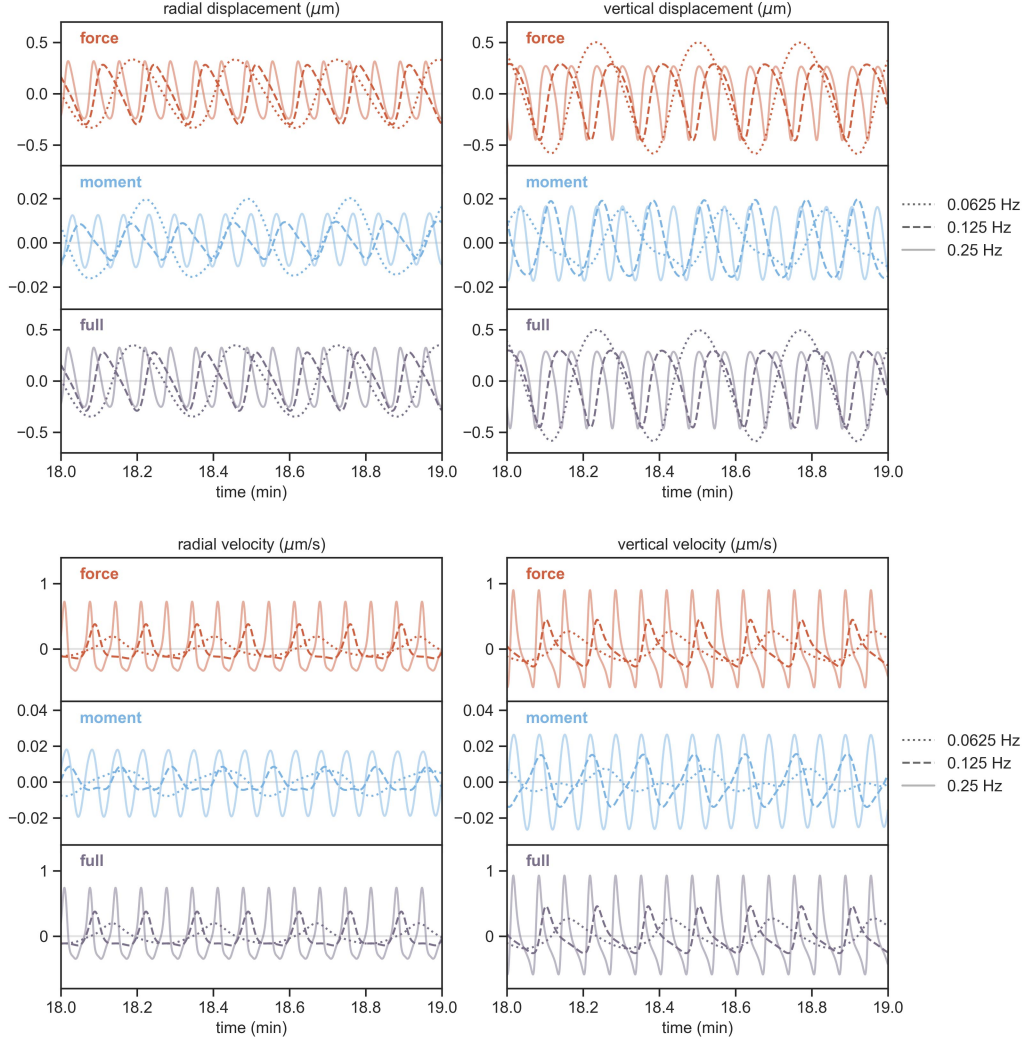 radial displacement (μm)
vertical displacement (μm)
force
0.5
0.0
−0.5
force
0.5
0.0
−0.5
moment
0.02
0.00
−0.02
moment
0.02
0.00
−0.02
0.0625 Hz
0.125 Hz
0.25 Hz
full
0.5
0.0
−0.5
full
0.5
0.0
−0.5
18.0 18.2 18.4 18.6 18.8 19.0
18.0 18.2 18.4 18.6 18.8 19.0
time (min)
time (min)
radial velocity (μm/s)
vertical velocity (μm/s)
force
1
0
force
1
0
moment
0.04
0.02
0.00
−0.02
moment
0.04
0.02
0.00
−0.02
0.0625 Hz
0.125 Hz
0.25 Hz
full
1
0
full
1
0
18.0 18.2 18.4 18.6 18.8 19.0
18.0 18.2 18.4 18.6 18.8 19.0
time (min)
time (min)